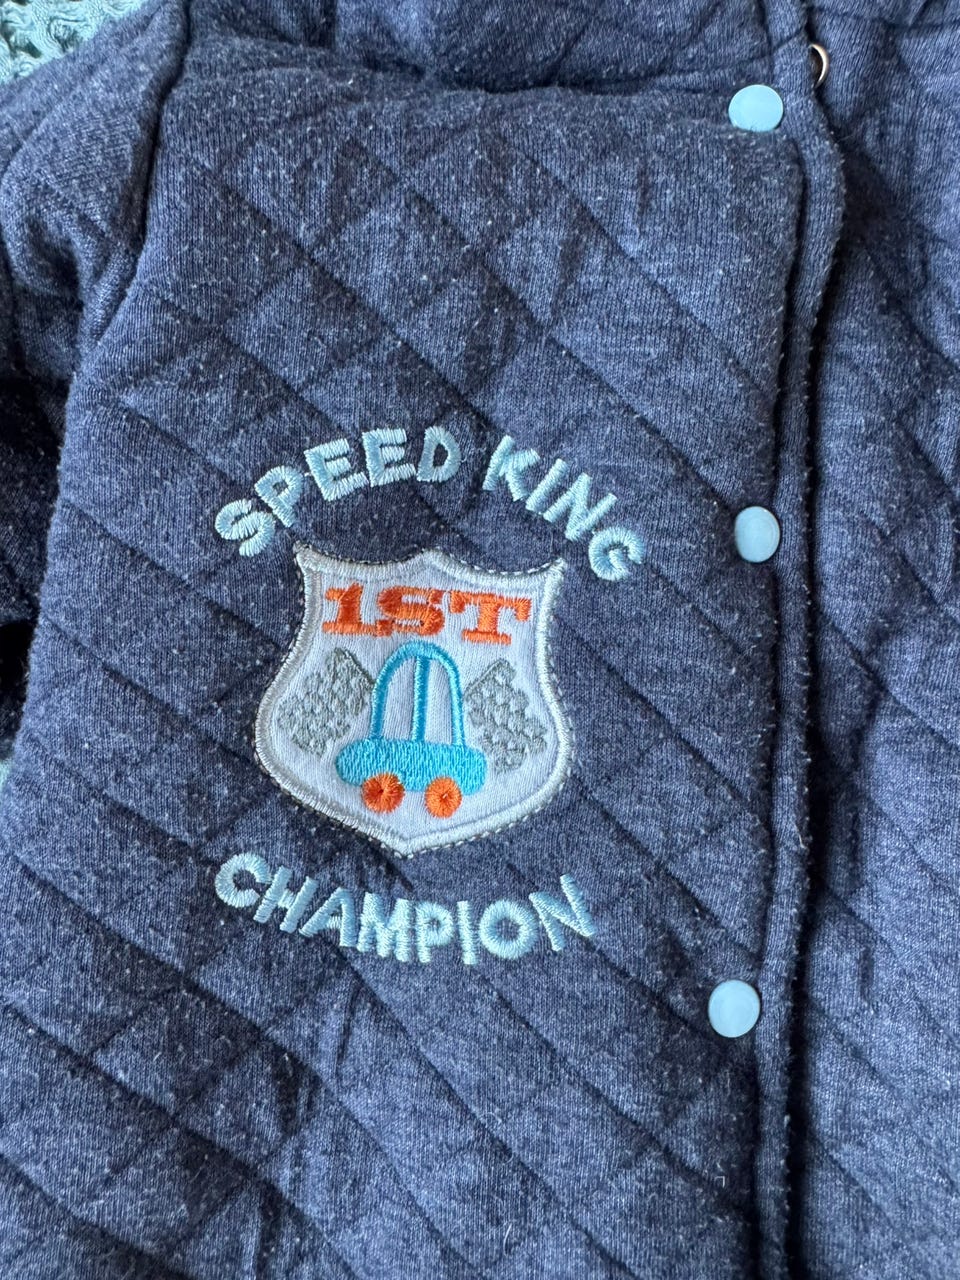 SPEED KING
1ST
CHAMPION